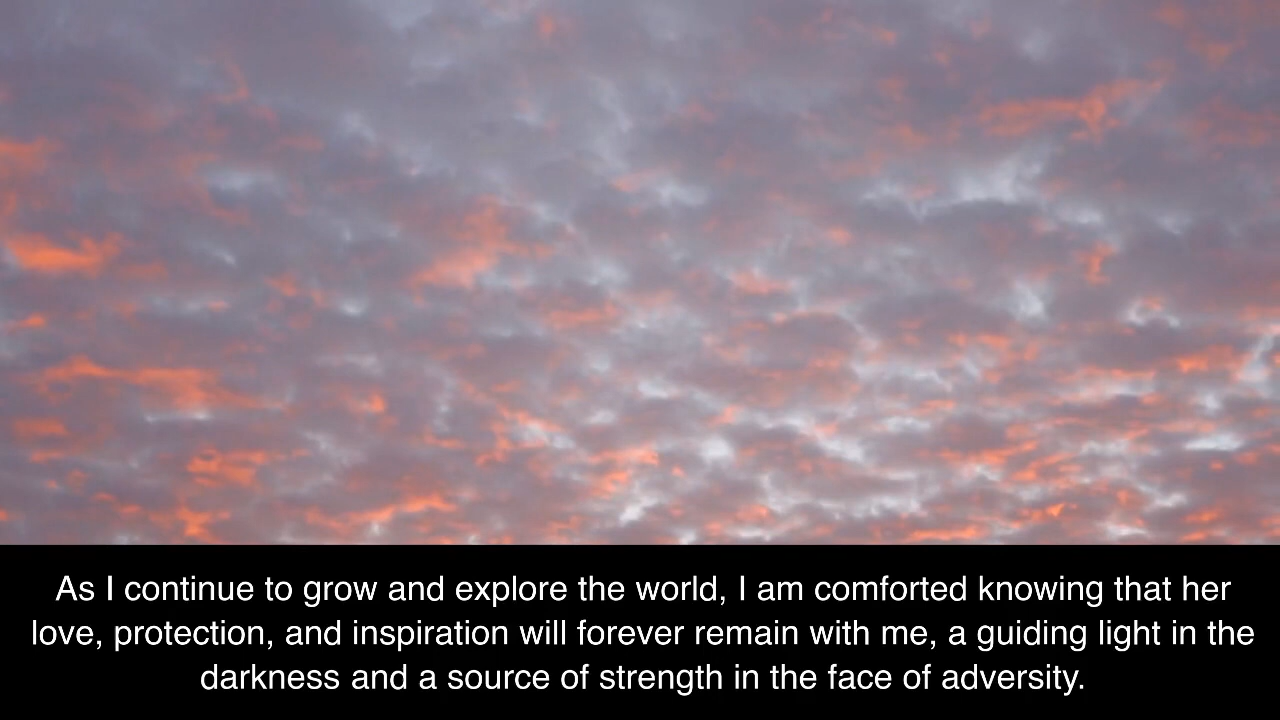 As I continue to grow and explore the world, I am comforted knowing that her
love, protection, and inspiration will forever remain with me, a guiding light in the
darkness and a source of strength in the face of adversity.